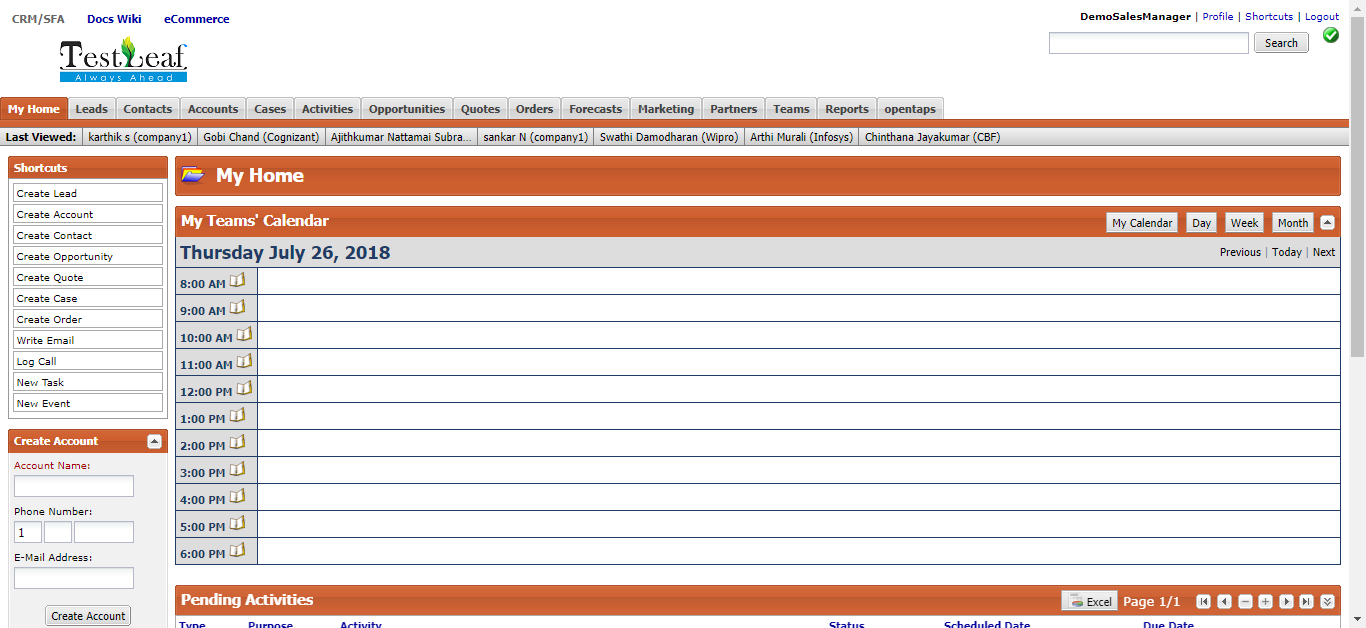 CRM/SFA Docs Wiki eCommerce
DemoSalesManager | Profile | Shortcuts | Logout
Search
TestLeaf
Always Ahead
My Home Leads Contacts Accounts Cases Activities Opportunities Quotes Orders Forecasts Marketing Partners Teams Reports opentaps
Last Viewed: karthik s (company1) Gobi Chand (Cognizant) Ajithkumar Nattamai Subra... sankar N (company1) Swathi Damodharan (Wipro) Arthi Murali (Infosys) Chinthana Jayakumar (CBF)
Shortcuts
Create Lead
Create Account
Create Contact
Create Opportunity
Create Quote
Create Case
Create Order
Write Email
Log Call
New Task
New Event
Create Account
Account Name:
Phone Number:
1
E-Mail Address:
Create Account
My Home
My Teams' Calendar My Calendar Day Week Month
Thursday July 26, 2018 Previous | Today | Next
8:00 AM
9:00 AM
10:00 AM
11:00 AM
12:00 PM
1:00 PM
2:00 PM
3:00 PM
4:00 PM
5:00 PM
6:00 PM
Pending Activities Excel Page 1/1
Type Purpose Activity Status Scheduled Date Due Date